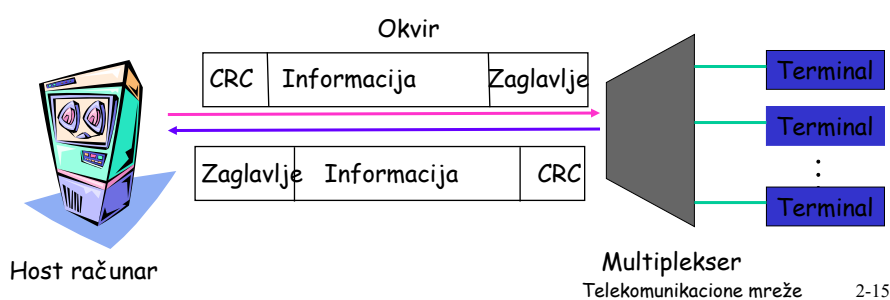 Okvir
CRC Informacija Zaglavlje
Zaglavlje Informacija CRC
Terminal
Terminal
Terminal
Host računar
Multiplekser
Telekomunikacione mreže 2-15